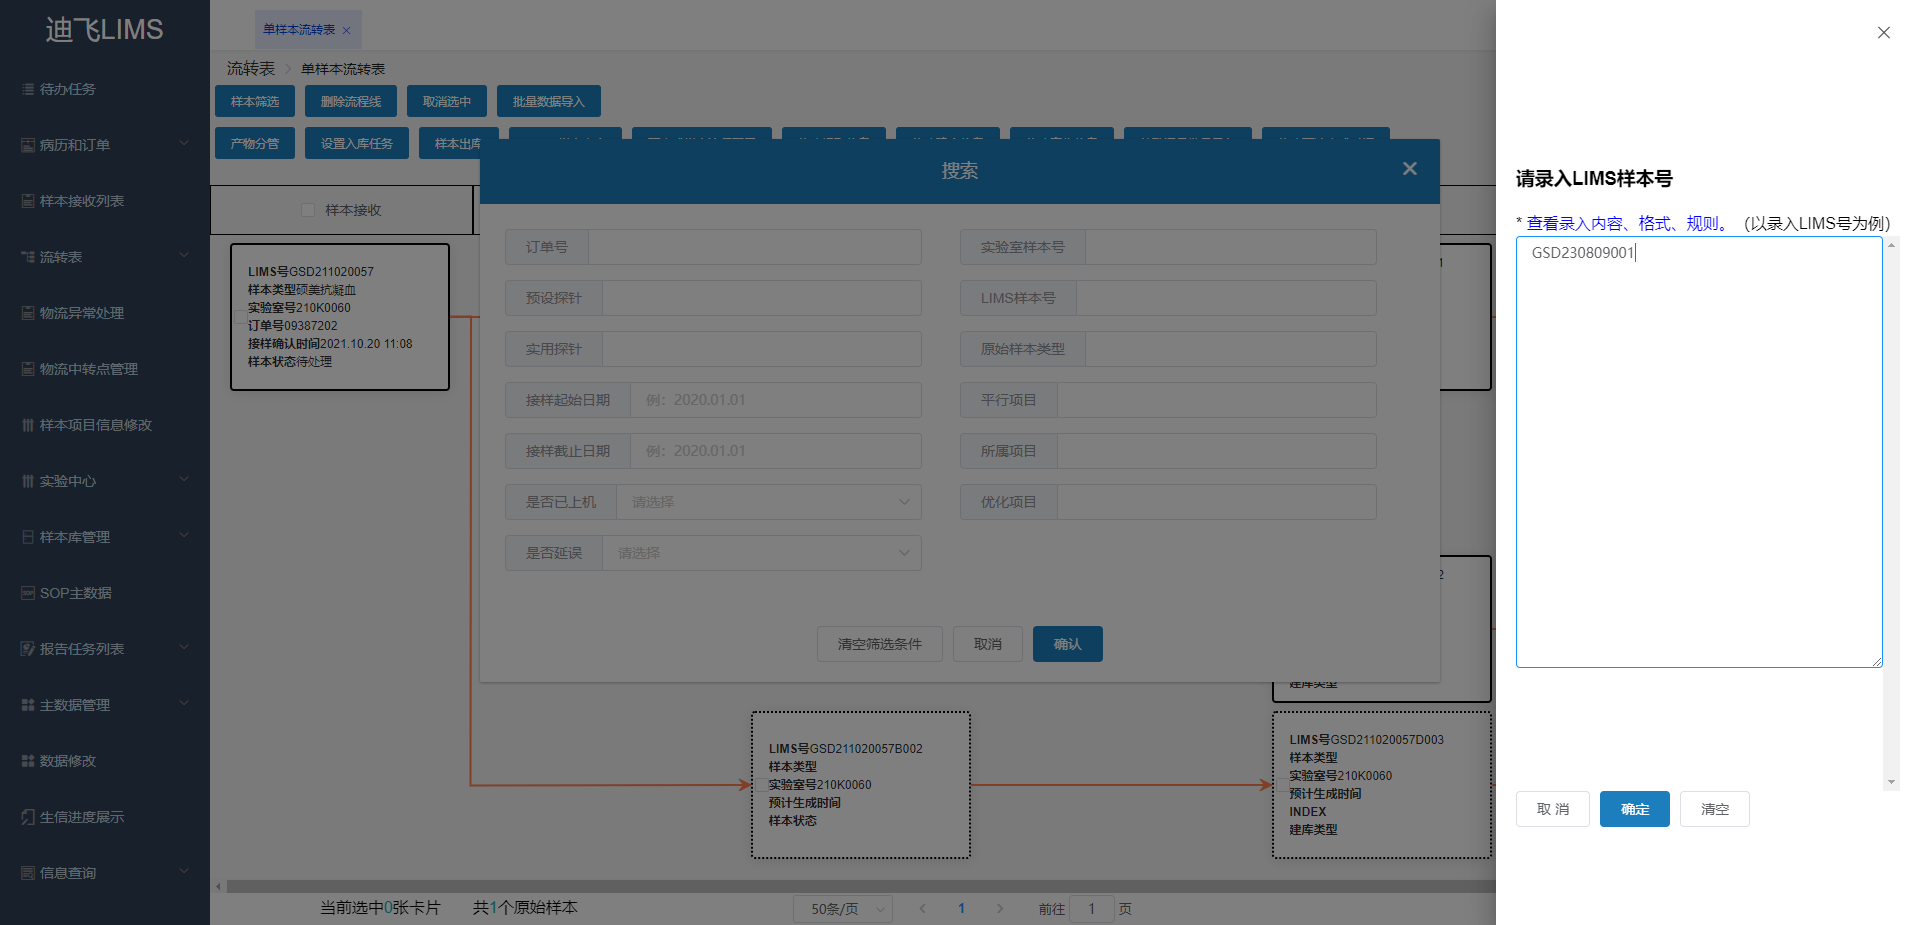 迪飞LIMS
待办任务
病历和订单
样本接收列表
流转表
物流异常处理
物流中转点管理
样本项目信息修改
实验中心
样本库管理
SOP主数据
报告任务列表
主数据管理
数据修改
生信进度展示
信息查询
单样本流转表
流转表 > 单样本流转表
样本筛选 删除流程线 取消选中 批量数据导入
产物分管 设置入库任务 样本出库
样本接收
LIMS号GSD211020057
样本类型硕美抗凝血
实验室号210K0060
订单号09387202
接样确认时间2021.10.20 11:08
样本状态待处理
搜索
订单号 实验室样本号
预设探针 LIMS样本号
实用探针 原始样本类型
接样起始日期 例：2020.01.01 平行项目
接样截止日期 例：2020.01.01 所属项目
是否已上机 请选择 优化项目
是否延误 请选择
清空筛选条件 取消 确认
1
2
建库类型
LIMS号GSD211020057B002
样本类型
实验室号210K0060
预计生成时间
样本状态
LIMS号GSD211020057D003
样本类型
实验室号210K0060
预计生成时间
INDEX
建库类型
当前选中0张卡片 共1个原始样本 50条/页 < 1 > 前往 1 页
请录入LIMS样本号
* 查看录入内容、格式、规则。（以录入LIMS号为例）
GSD230809001
取 消 确定 清空